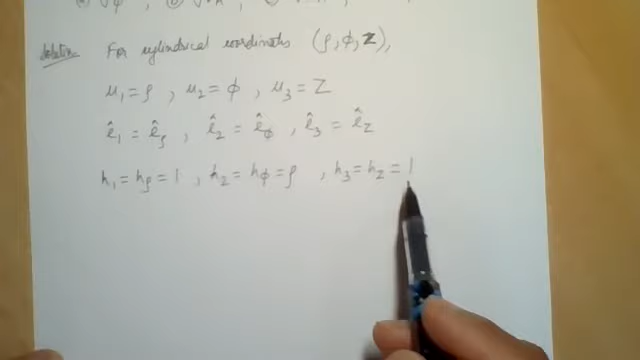 Solution For cylindrical coordinates (ρ, ϕ, z),
u₁ = ρ , u₂ = ϕ , u₃ = z
ê₁ = ê_ρ , ê₂ = ê_ϕ , ê₃ = ê_z
h₁ = h_ρ = 1 , h₂ = h_ϕ = ρ , h₃ = h_z = 1